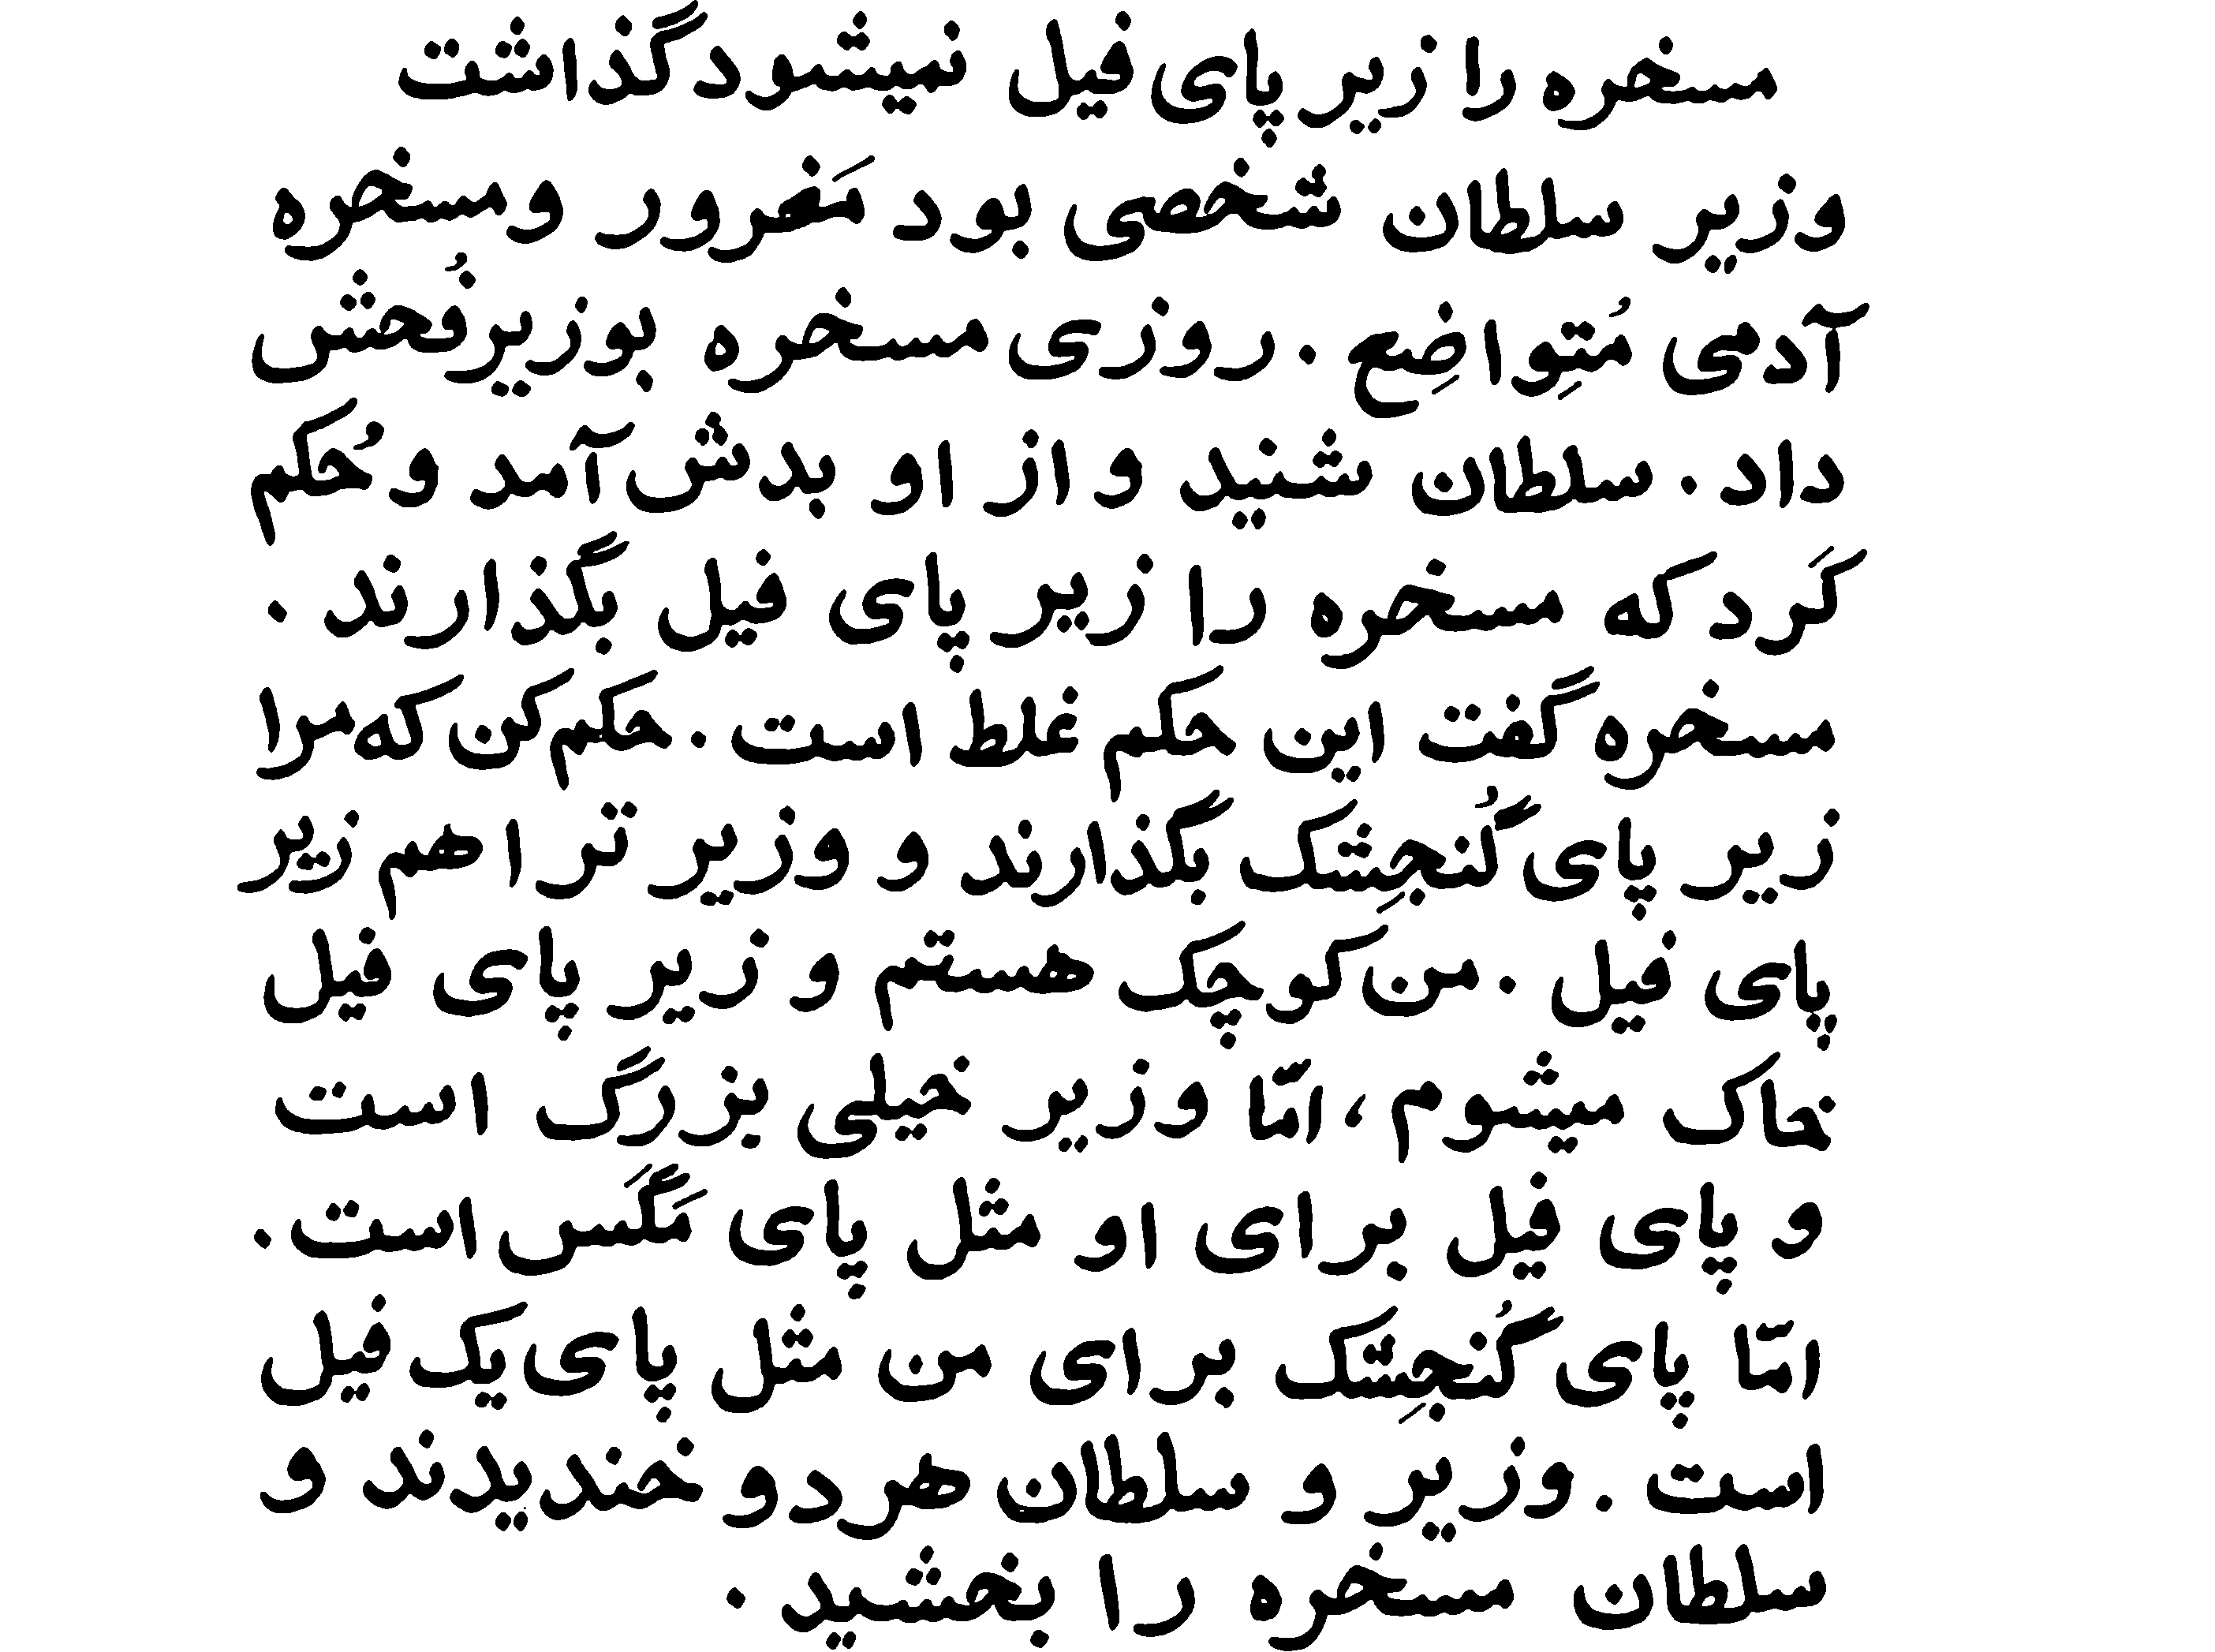 مسخره را زیر پای فیل نمیشود گذاشت
وزیر سلطان شخصی بود مَغرور و مسخره
آدمی مُتِواضِع . روزی مسخره بوزیر فُحش
داد . سلطان شنید و از او بدش آمد و حُکم
کَرد که مسخره را زیر پای فیل بگذارند .
مسخره گفت این حکم غلط است . حکم کن که مرا
زیر پای گُنجِشک بگذارند و وزیر ترا هم زیر
پای فیل . من کوچک هستم و زیر پای فیل
خاک میشوم، امّا وزیر خیلی بزرگ است
و پای فیل برای او مثل پای مَگَس است .
امّا پای گُنجِشک برای من مثل پای یک فیل
است . وزیر و سلطان هر دو خندیدند و
سلطان مسخره را بخشید .